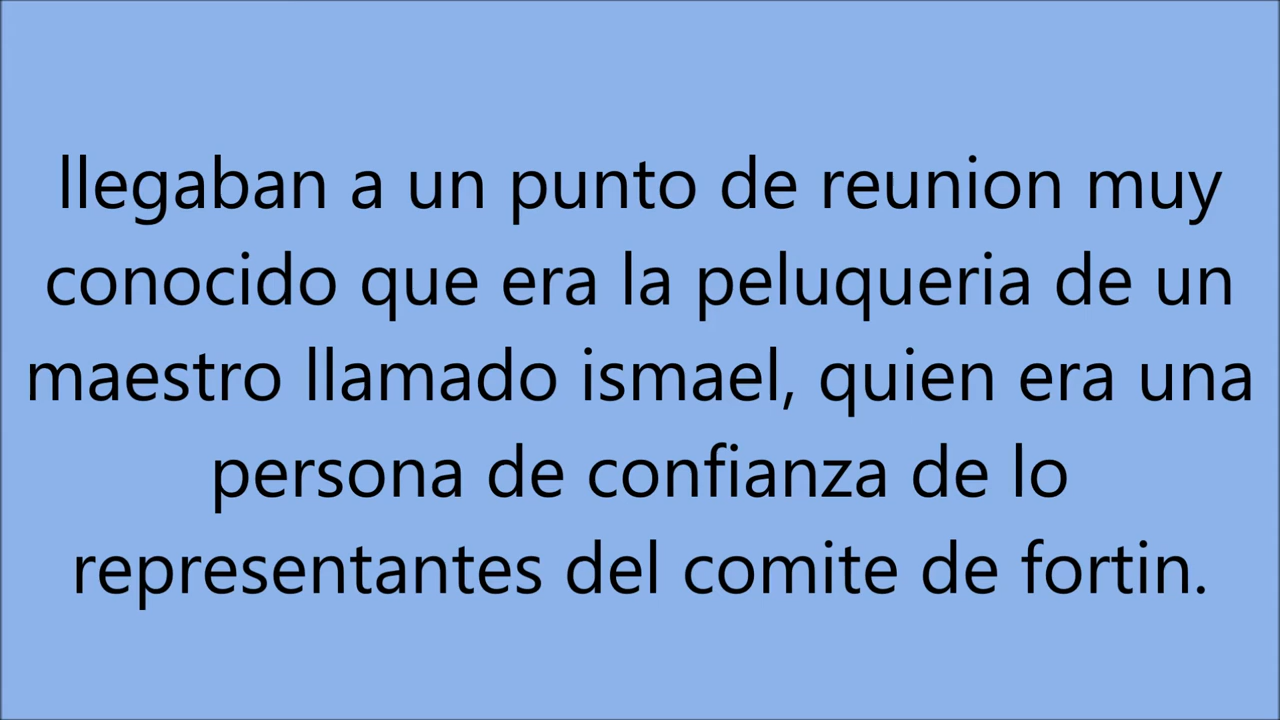 llegaban a un punto de reunion muy
conocido que era la peluqueria de un
maestro llamado ismael, quien era una
persona de confianza de lo
representantes del comite de fortin.